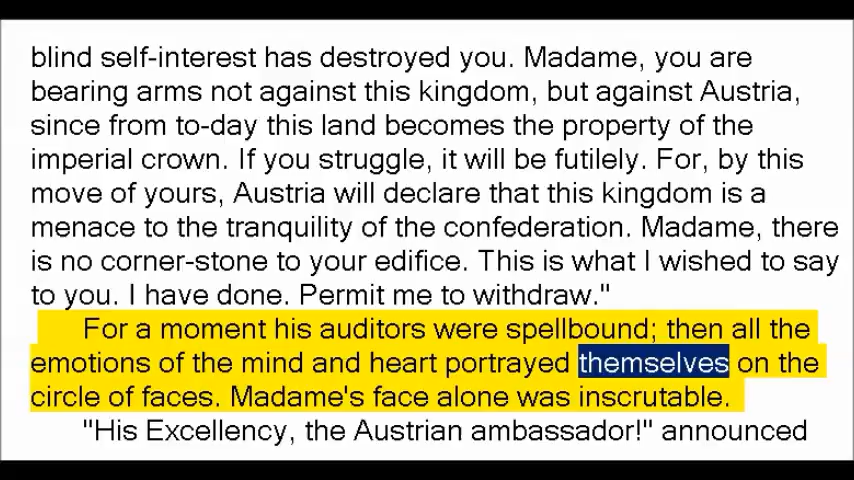 blind self-interest has destroyed you. Madame, you are
bearing arms not against this kingdom, but against Austria,
since from to-day this land becomes the property of the
imperial crown. If you struggle, it will be futilely. For, by this
move of yours, Austria will declare that this kingdom is a
menace to the tranquility of the confederation. Madame, there
is no corner-stone to your edifice. This is what I wished to say
to you. I have done. Permit me to withdraw."
For a moment his auditors were spellbound; then all the
emotions of the mind and heart portrayed themselves on the
circle of faces. Madame's face alone was inscrutable.
"His Excellency, the Austrian ambassador!" announced